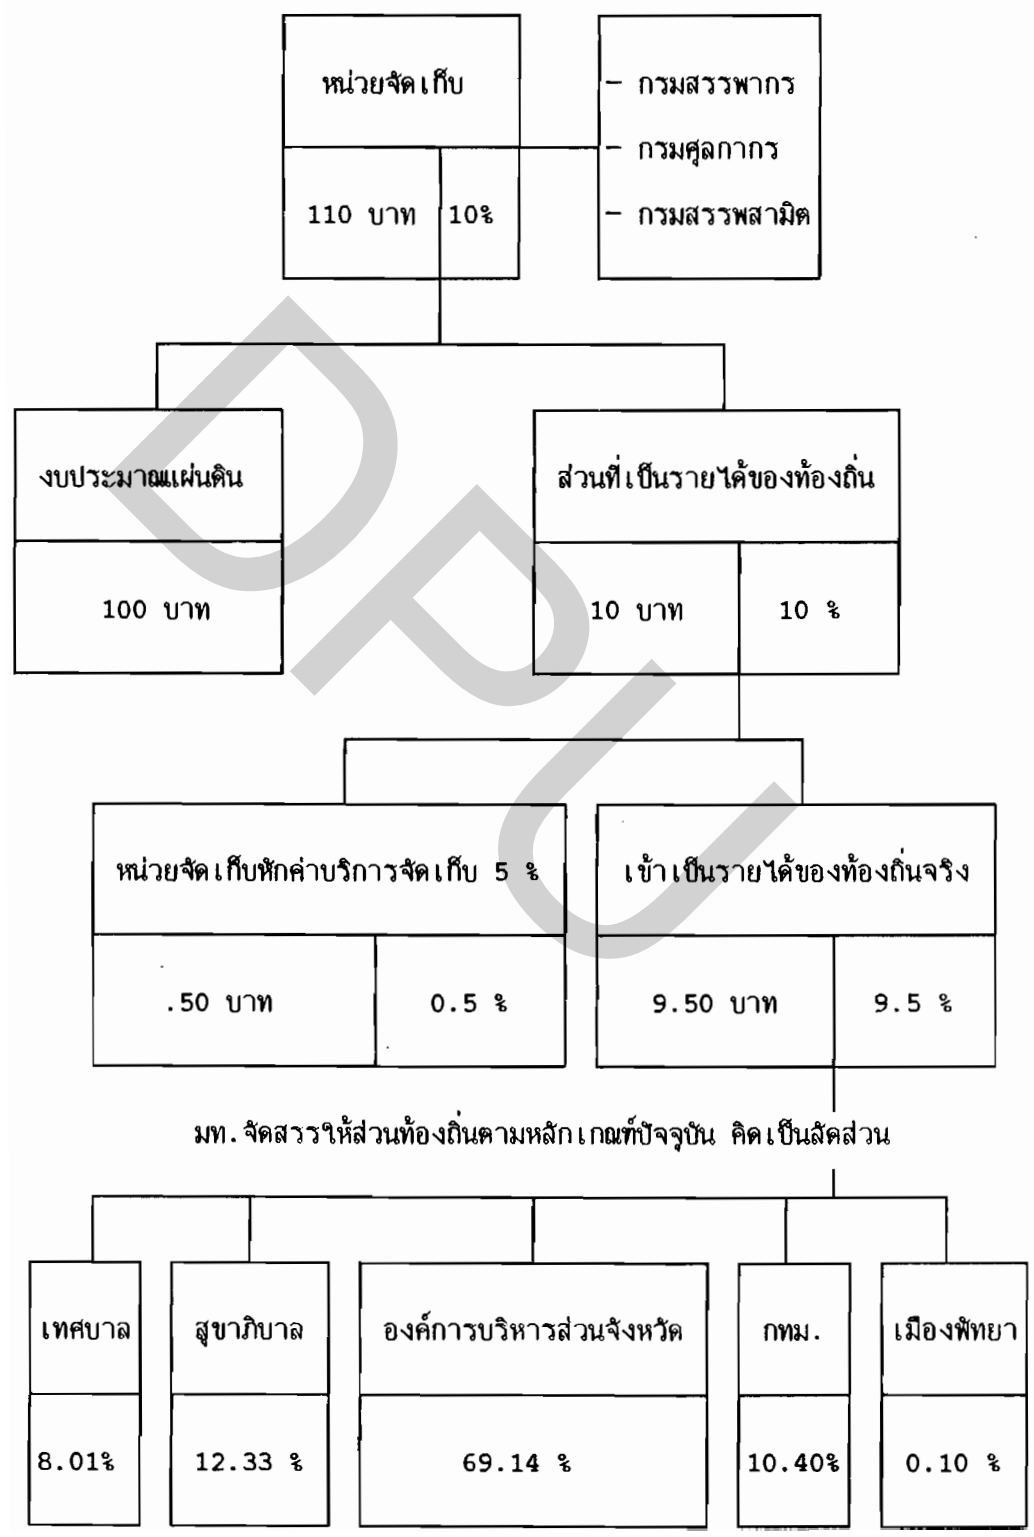 หน่วยจัดเก็บ
110 บาท 10%
- กรมสรรพากร
- กรมศุลกากร
- กรมสรรพสามิต
งบประมาณแผ่นดิน
100 บาท
ส่วนที่เป็นรายได้ของท้องถิ่น
10 บาท 10 %
หน่วยจัดเก็บหักค่าบริการจัดเก็บ 5 %
.50 บาท 0.5 %
เข้าเป็นรายได้ของท้องถิ่นจริง
9.50 บาท 9.5 %
มท.จัดสรรให้ส่วนท้องถิ่นตามหลักเกณฑ์ปัจจุบัน คิดเป็นสัดส่วน
เทศบาล
8.01%
สุขาภิบาล
12.33 %
องค์การบริหารส่วนจังหวัด
69.14 %
กทม.
10.40%
เมืองพัทยา
0.10 %
DPU